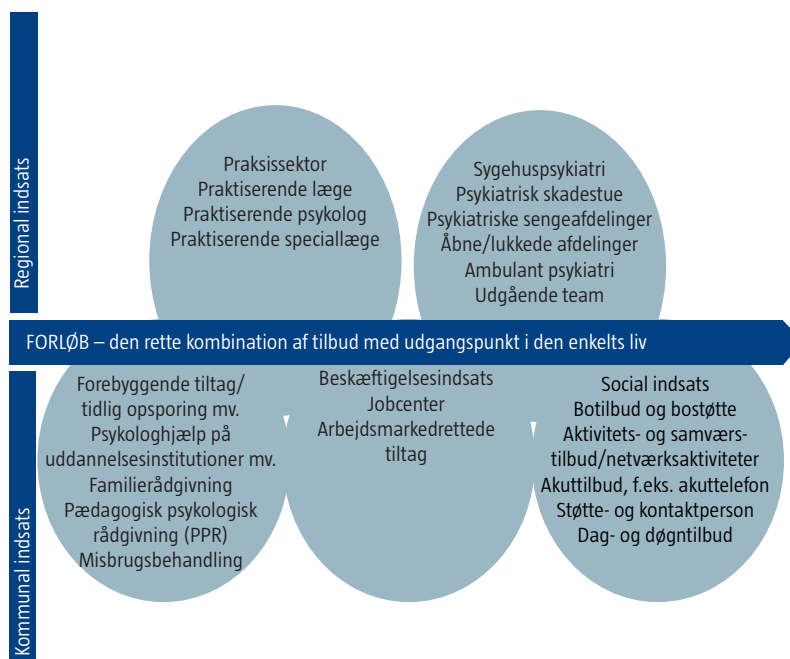 Regional indsats
Praksissektor
Praktiserende læge
Praktiserende psykolog
Praktiserende speciallæge
Sygehuspsykiatri
Psykiatrisk skadestue
Psykiatriske sengeafdelinger
Åbne/lukkede afdelinger
Ambulant psykiatri
Udgående team
FORLØB – den rette kombination af tilbud med udgangspunkt i den enkelts liv
Kommunal indsats
Forebyggende tiltag/
tidlig opsporing mv.
Psykologhjælp på
uddannelsesinstitutioner mv.
Familierådgivning
Pædagogisk psykologisk
rådgivning (PPR)
Misbrugsbehandling
Beskæftigelsesindsats
Jobcenter
Arbejdsmarkedrettede
tiltag
Social indsats
Botilbud og bostøtte
Aktivitets- og samværs-
tilbud/netværksaktiviteter
Akuttilbud, f.eks. akuttelefon
Støtte- og kontaktperson
Dag- og døgntilbud